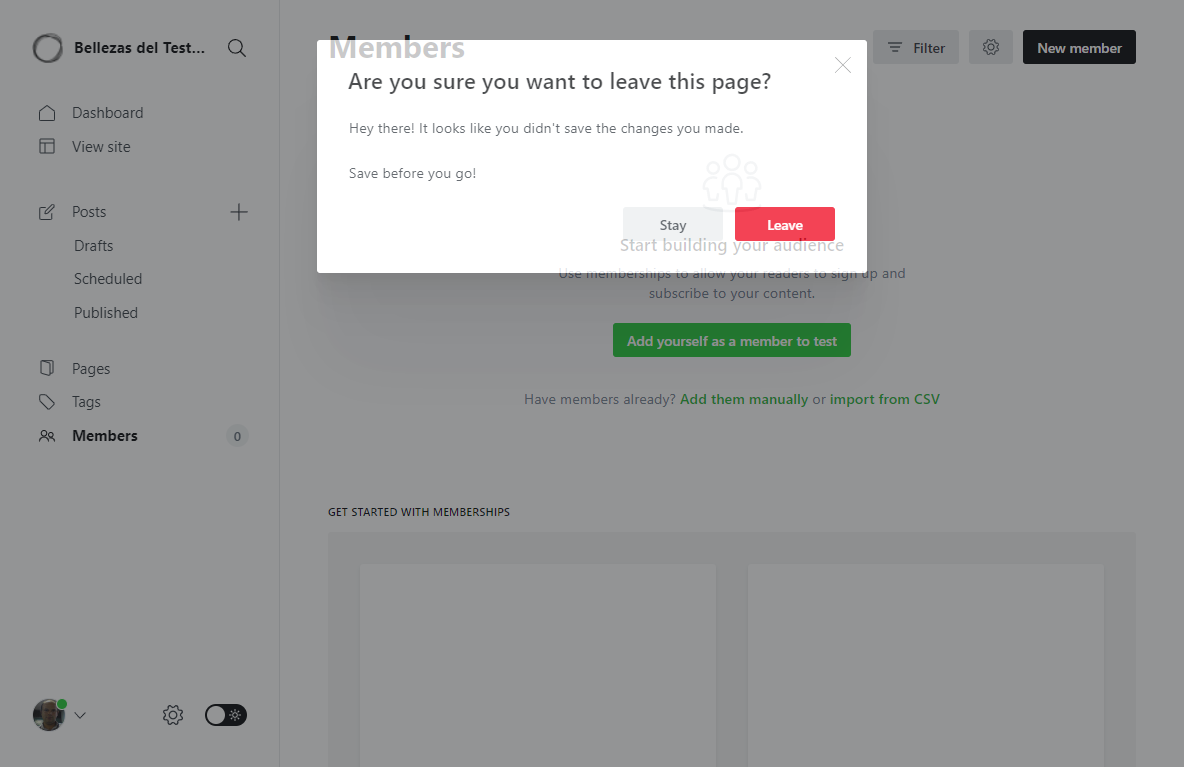 Bellezas del Test...
Dashboard
View site
Posts
Drafts
Scheduled
Published
Pages
Tags
Members
0
Members
Filter
New member
Are you sure you want to leave this page?
Hey there! It looks like you didn't save the changes you made.
Save before you go!
Stay
Leave
Start building your audience
Use memberships to allow your readers to sign up and
subscribe to your content.
Add yourself as a member to test
Have members already? Add them manually or import from CSV
GET STARTED WITH MEMBERSHIPS